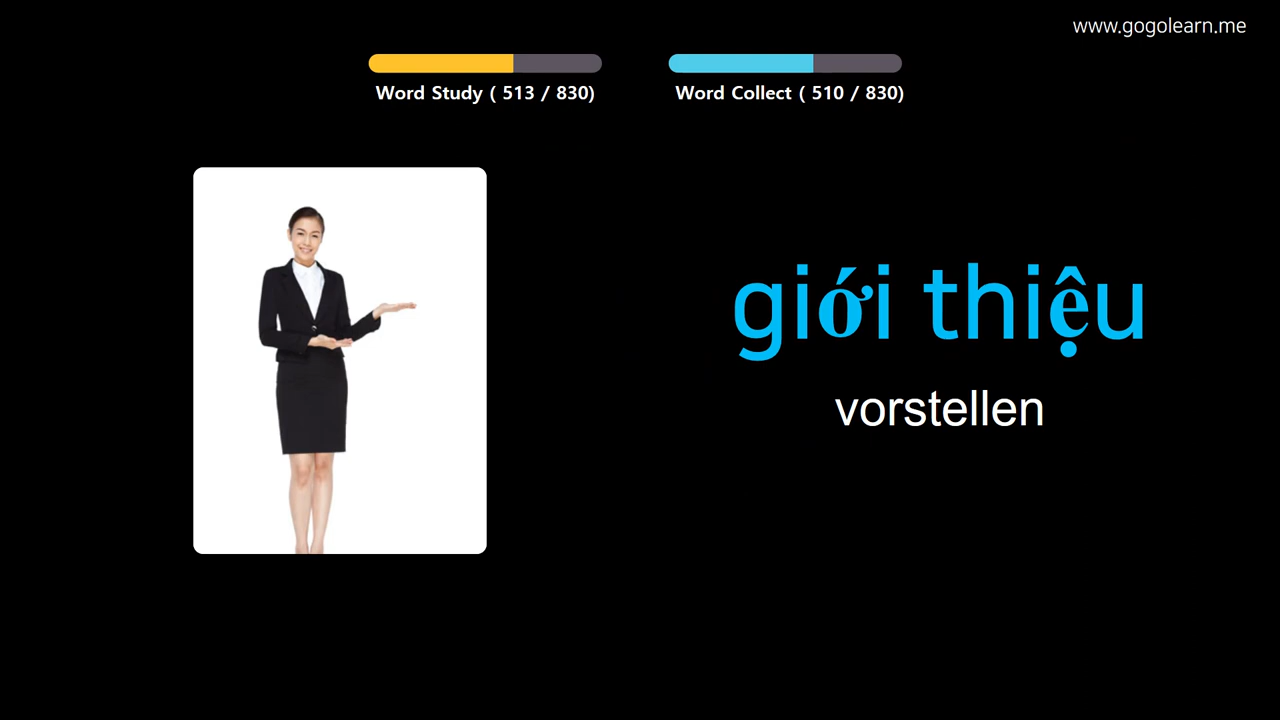 www.gogolearn.me
Word Study ( 513 / 830)
Word Collect ( 510 / 830)
giới thiệu
vorstellen